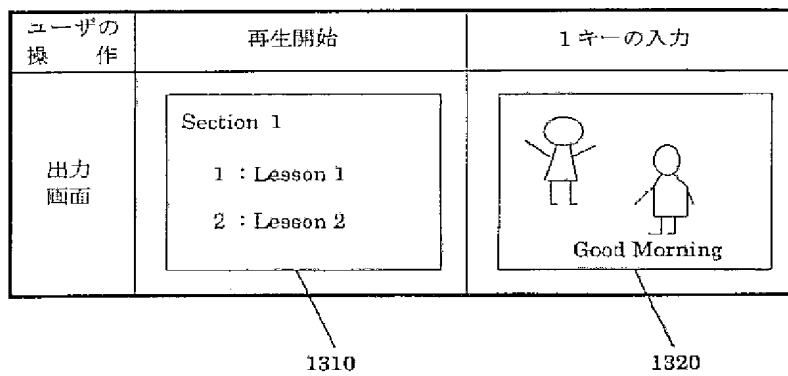 ユーザの
操　作
再生開始
1キーの入力
出力
画面
Section 1
1 : Lesson 1
2 : Lesson 2
Good Morning
1310
1320